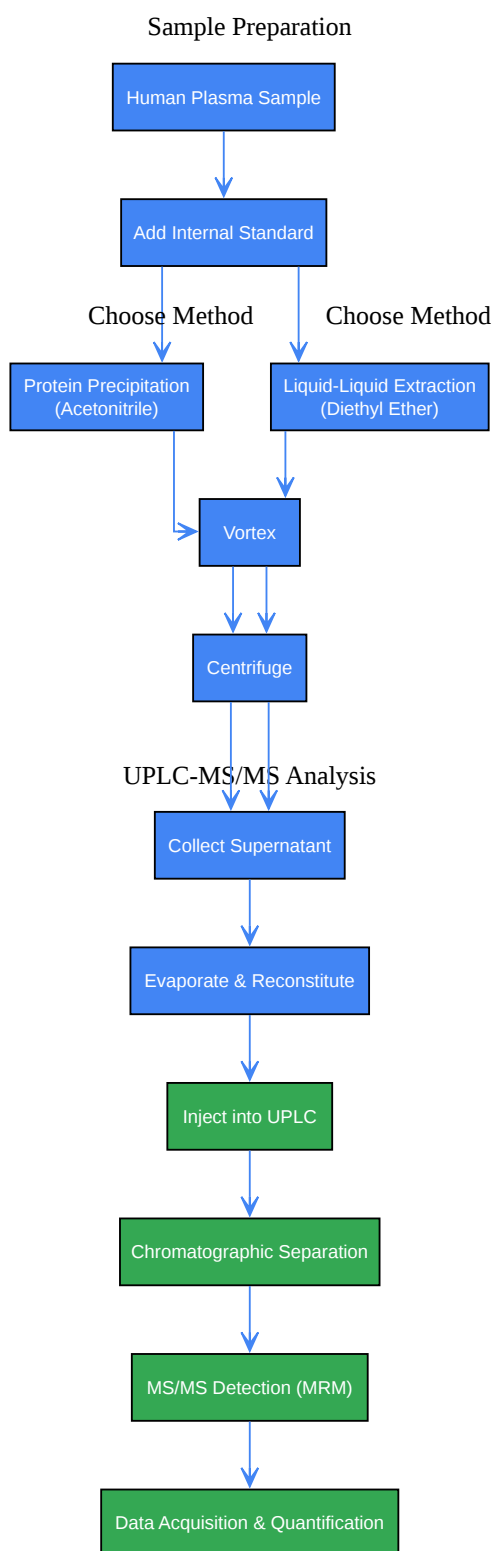 Sample Preparation
Human Plasma Sample
Add Internal Standard
Choose Method
Choose Method
Protein Precipitation
(Acetonitrile)
Liquid-Liquid Extraction
(Diethyl Ether)
Vortex
Centrifuge
UPLC-MS/MS Analysis
Collect Supernatant
Evaporate & Reconstitute
Inject into UPLC
Chromatographic Separation
MS/MS Detection (MRM)
Data Acquisition & Quantification